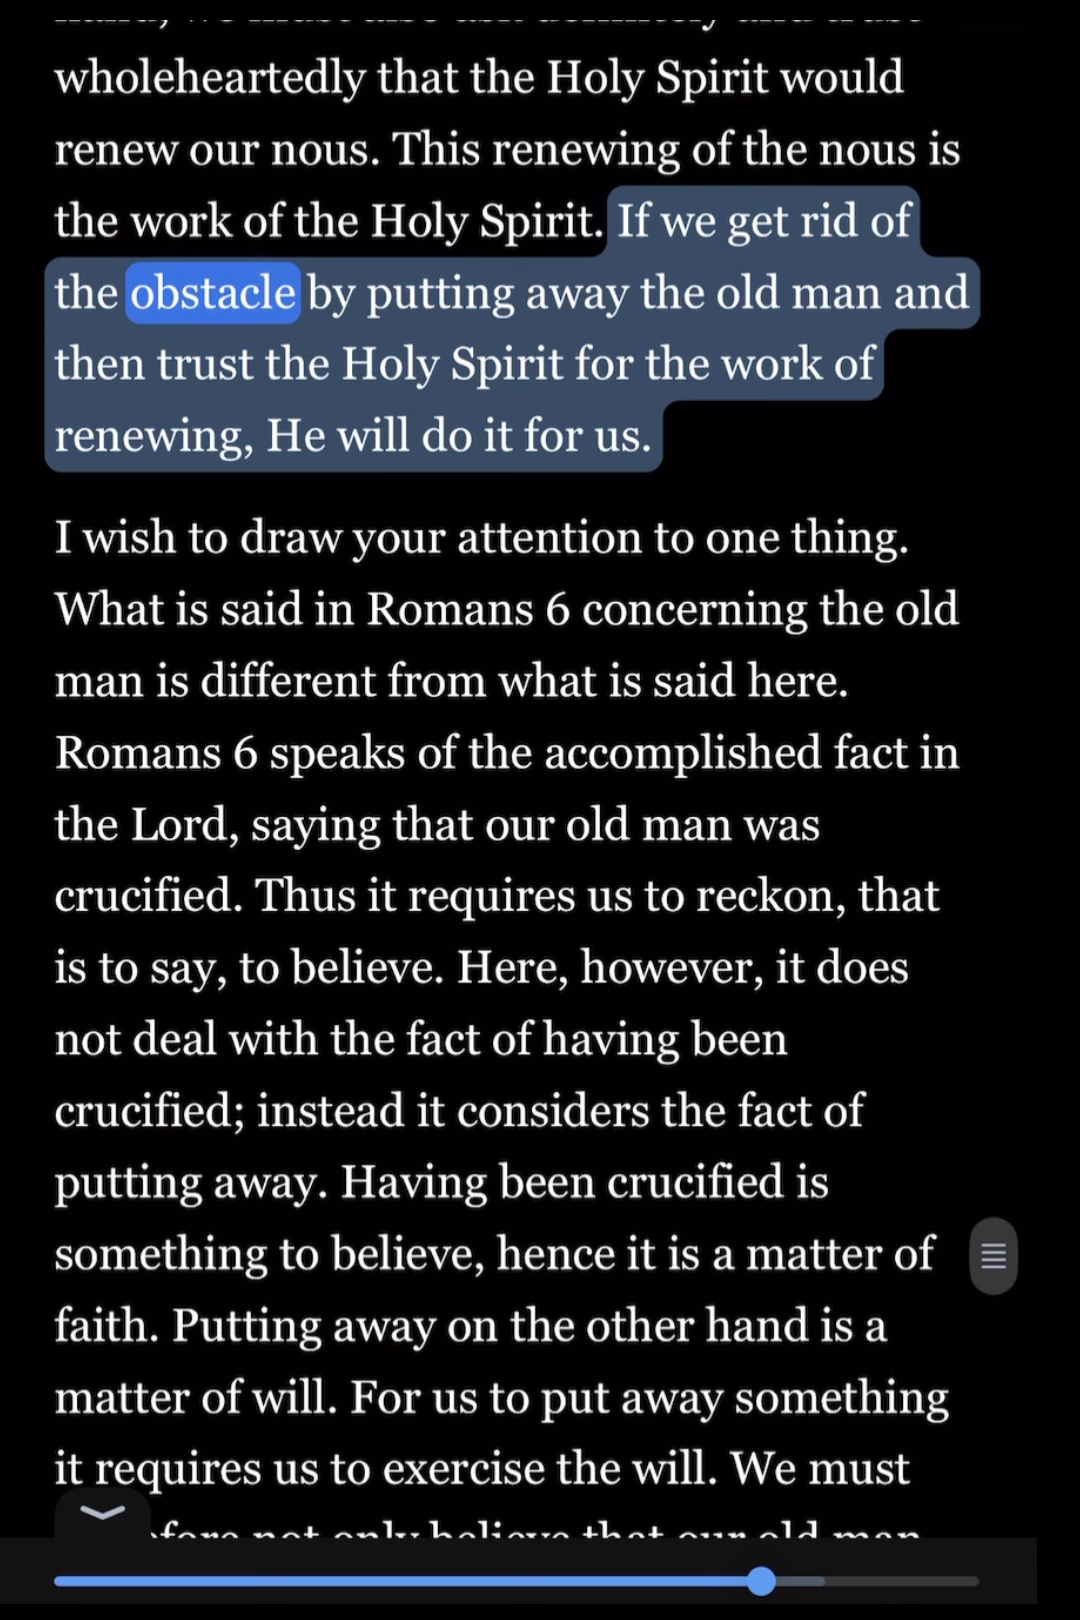 wholeheartedly that the Holy Spirit would
renew our nous. This renewing of the nous is
the work of the Holy Spirit. If we get rid of
the obstacle by putting away the old man and
then trust the Holy Spirit for the work of
renewing, He will do it for us.
I wish to draw your attention to one thing.
What is said in Romans 6 concerning the old
man is different from what is said here.
Romans 6 speaks of the accomplished fact in
the Lord, saying that our old man was
crucified. Thus it requires us to reckon, that
is to say, to believe. Here, however, it does
not deal with the fact of having been
crucified; instead it considers the fact of
putting away. Having been crucified is
something to believe, hence it is a matter of
faith. Putting away on the other hand is a
matter of will. For us to put away something
it requires us to exercise the will. We must
not only believe that our old man